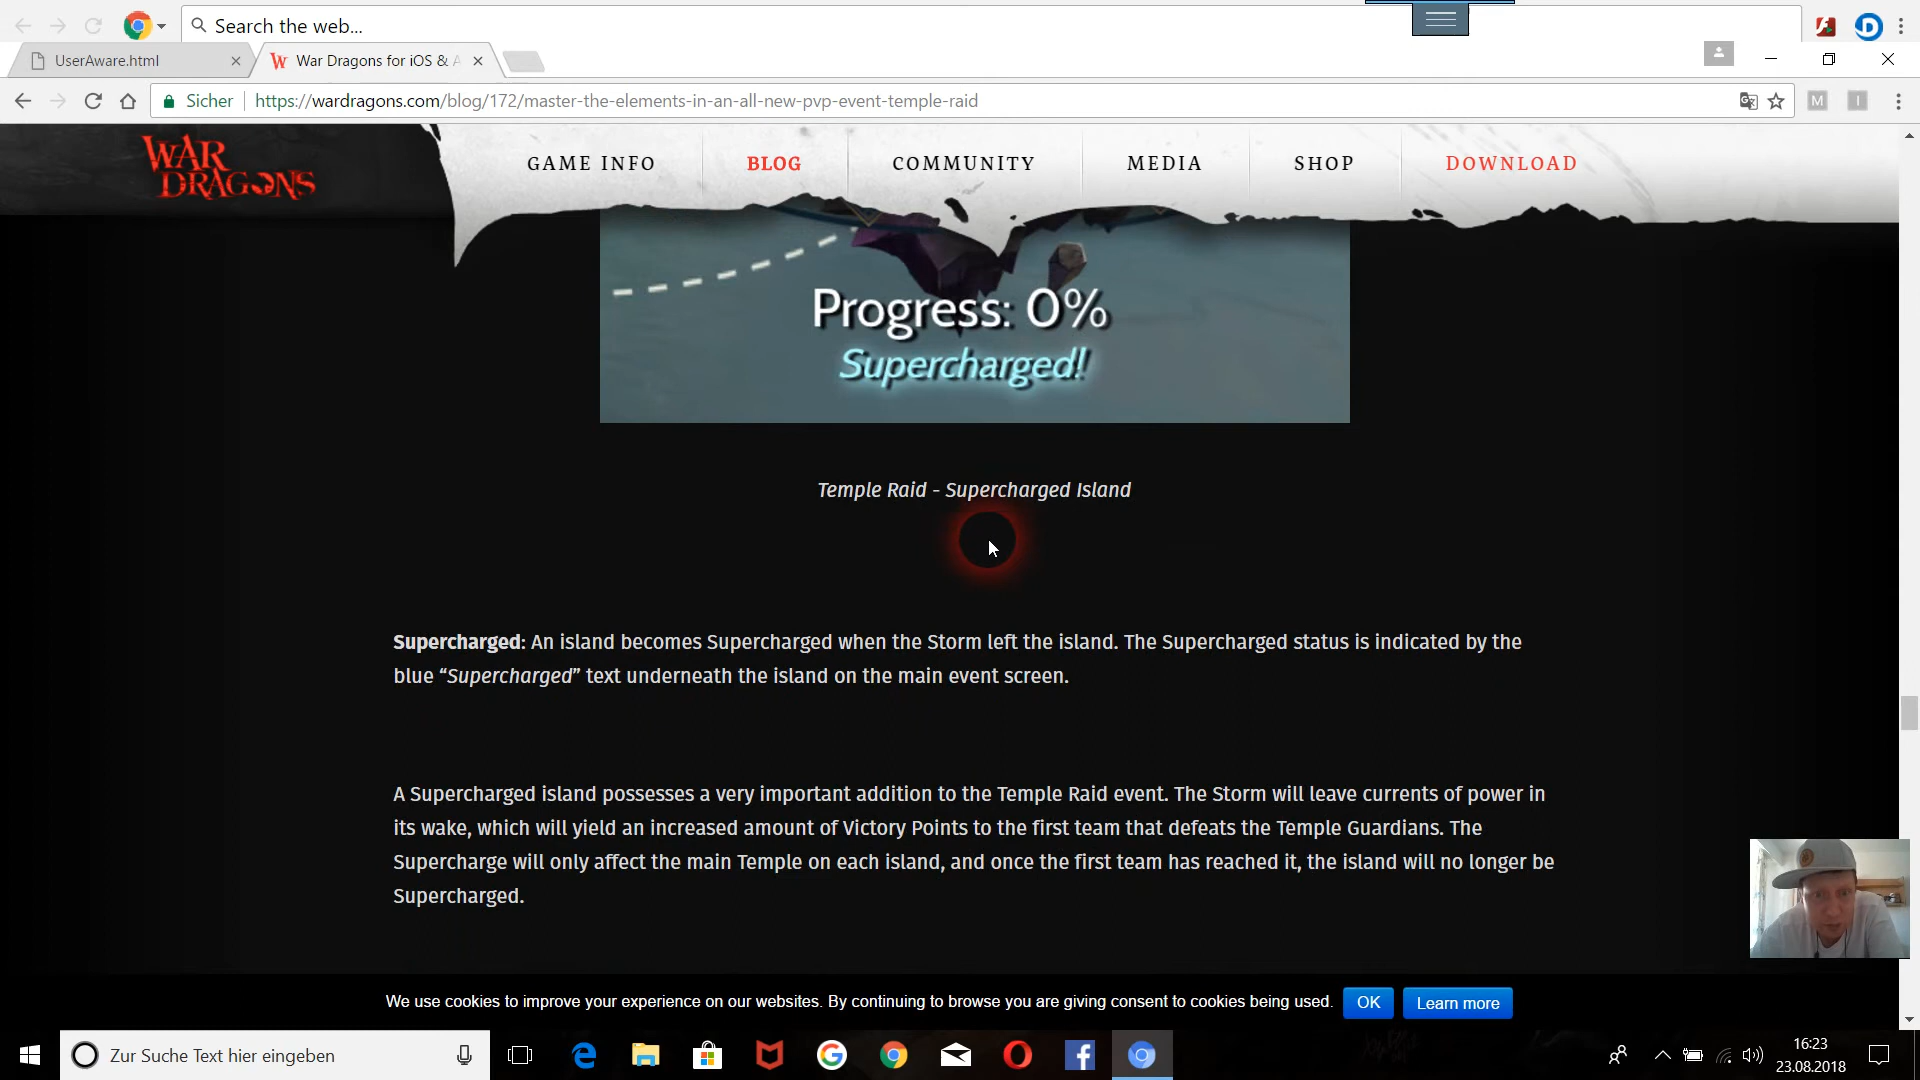 Search the web...
UserAware.html
War Dragons for iOS & A
Sicher
https://wardragons.com/blog/172/master-the-elements-in-an-all-new-pvp-event-temple-raid
M
I
WAR
DRAGONS
GAME INFO
BLOG
COMMUNITY
MEDIA
SHOP
DOWNLOAD
Progress: 0%
Supercharged!
Temple Raid - Supercharged Island
Supercharged: An island becomes Supercharged when the Storm left the island. The Supercharged status is indicated by the
blue “Supercharged” text underneath the island on the main event screen.
A Supercharged island possesses a very important addition to the Temple Raid event. The Storm will leave currents of power in
its wake, which will yield an increased amount of Victory Points to the first team that defeats the Temple Guardians. The
Supercharge will only affect the main Temple on each island, and once the first team has reached it, the island will no longer be
Supercharged.
We use cookies to improve your experience on our websites. By continuing to browse you are giving consent to cookies being used.
OK
Learn more
Zur Suche Text hier eingeben
16:23
23.08.2018